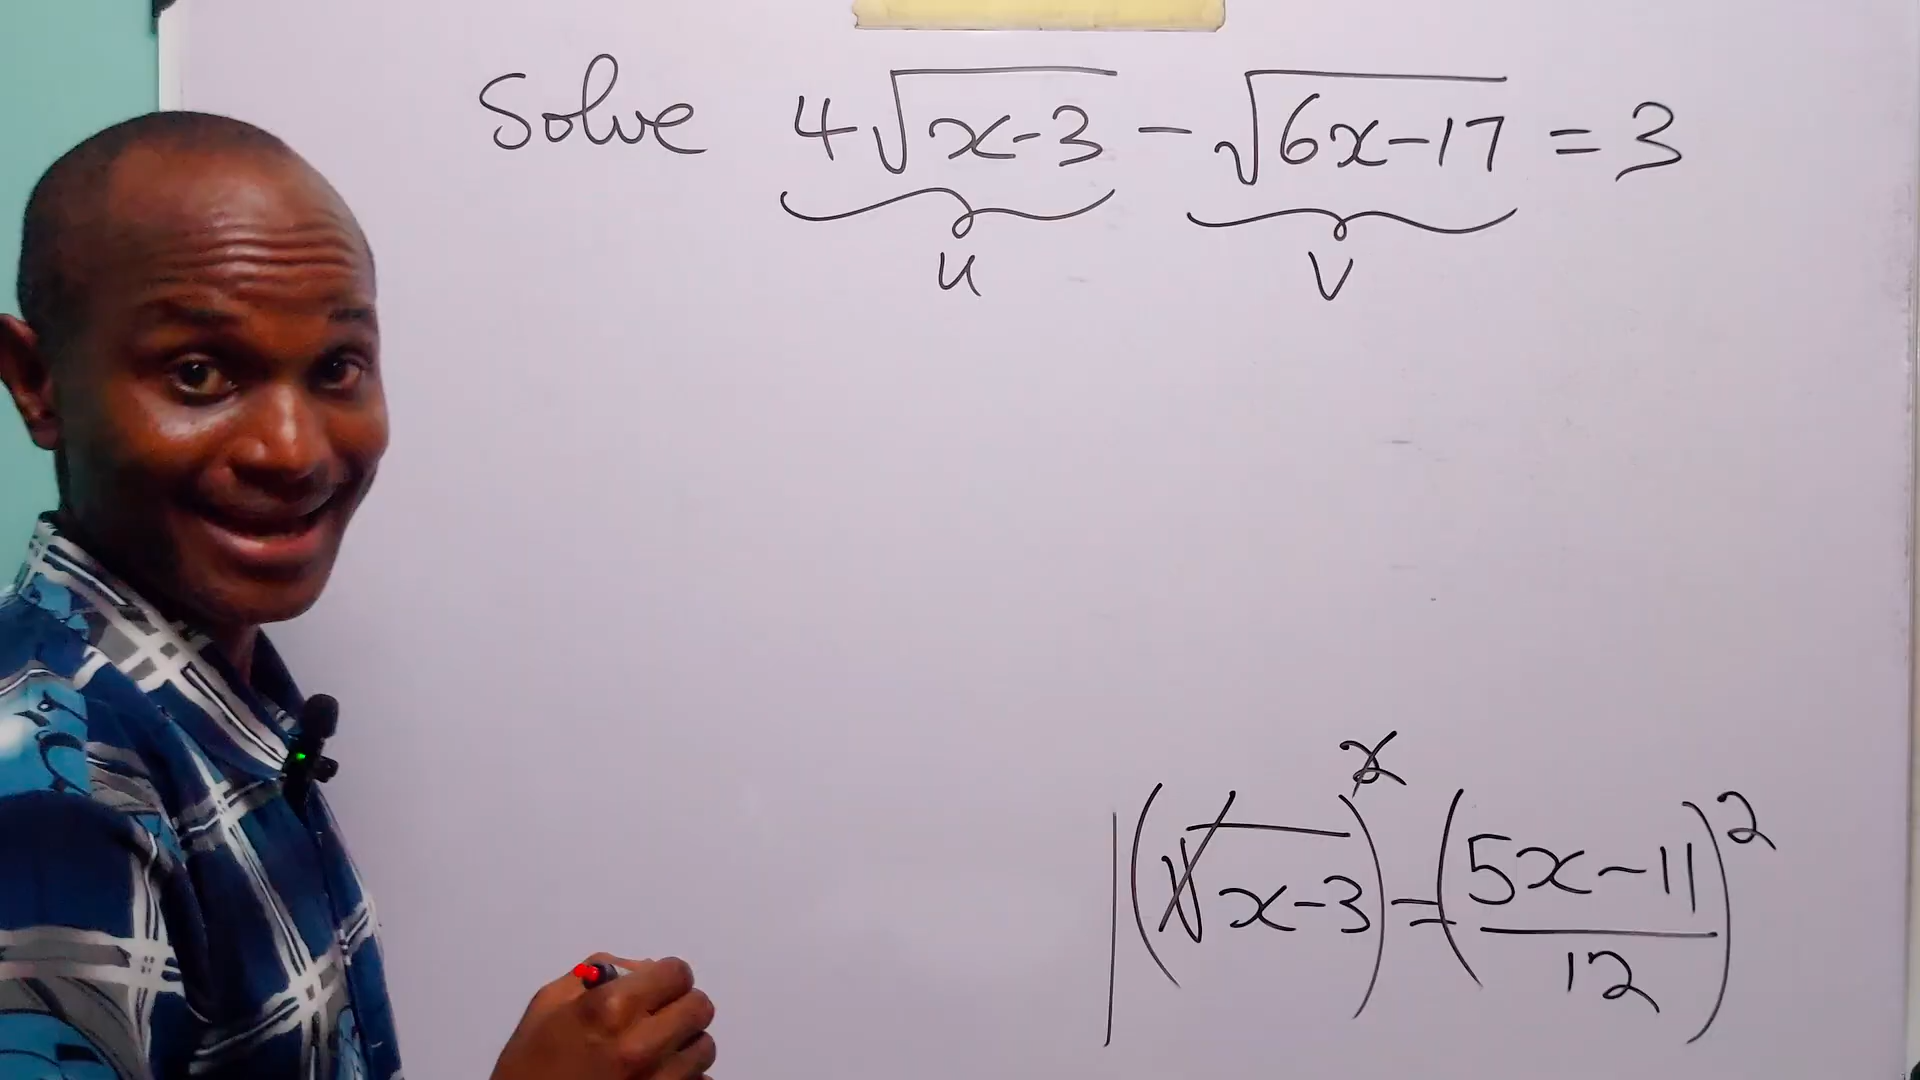 Solve 4√(x-3) - √(6x-17) = 3
u v
(√(x-3))² = ((5x-11)/12)²